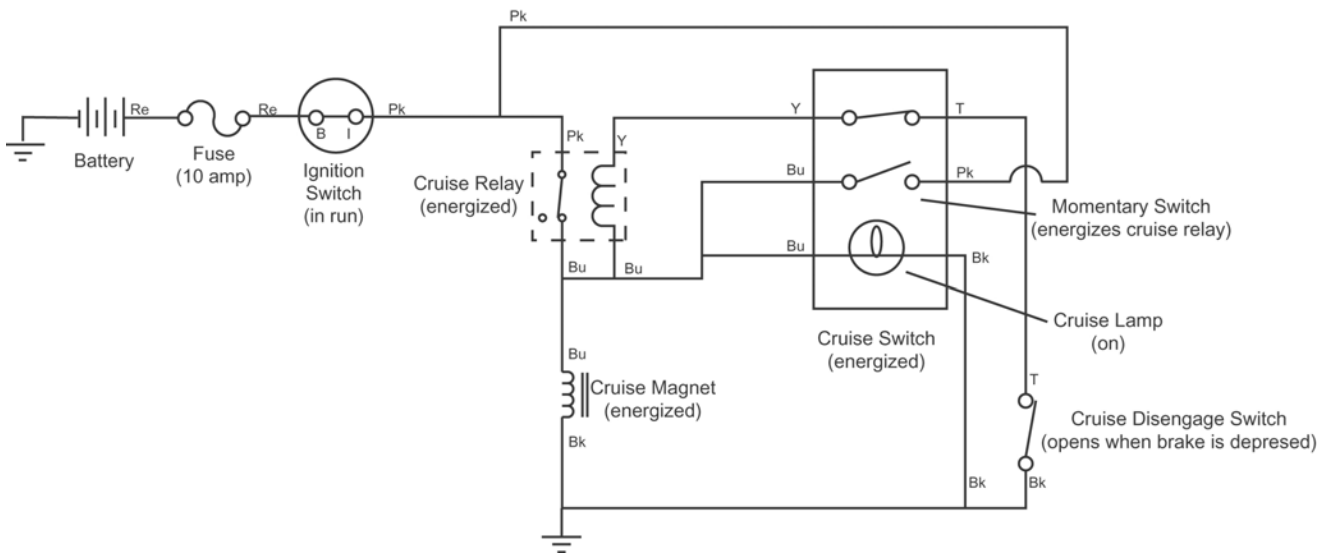 Pk
Re
Re
Pk
Y
T
B
I
Battery
Fuse
(10 amp)
Ignition
Switch
(in run)
Pk
Y
Cruise Relay
(energized)
Bu
Pk
Momentary Switch
(energizes cruise relay)
Bu
Bk
Bu
Bu
Cruise Lamp
(on)
Cruise Switch
(energized)
Bu
Cruise Magnet
(energized)
Bk
T
Cruise Disengage Switch
(opens when brake is depresed)
Bk
Bk